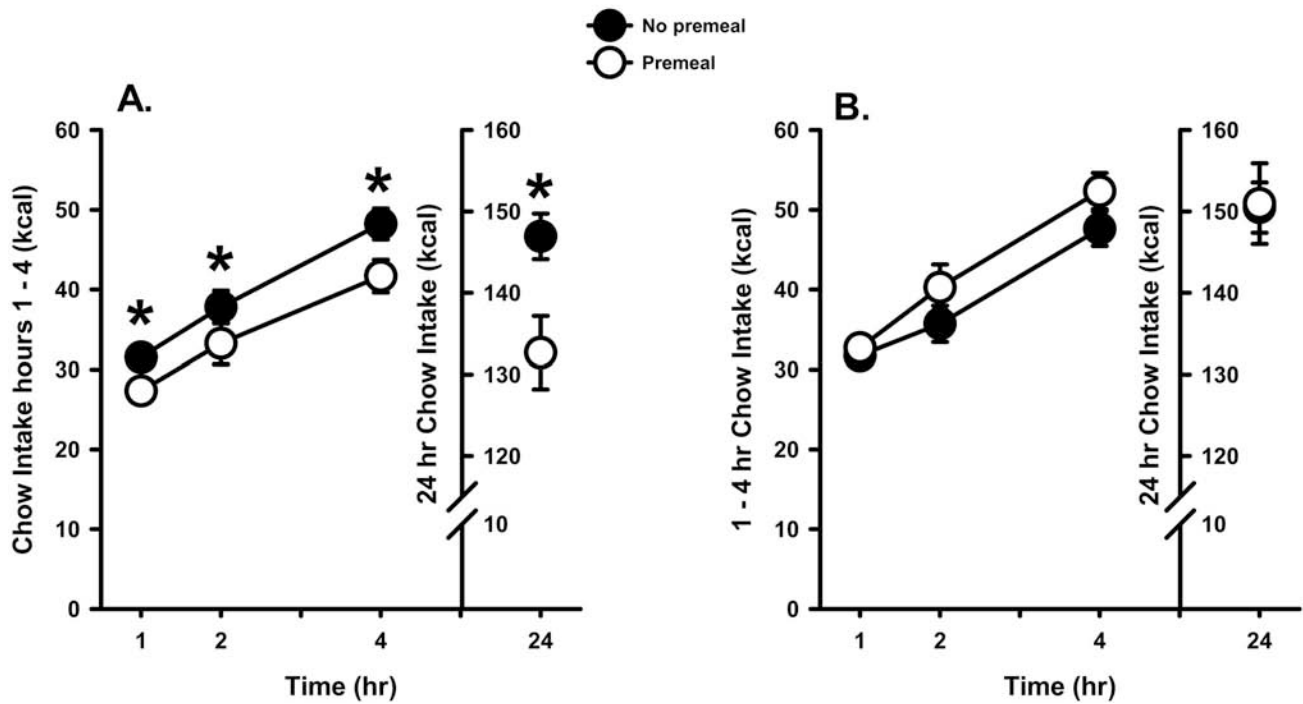 No premeal
Premeal
A.
Chow Intake hours 1 - 4 (kcal)
60
50
40
30
20
10
0
* * * *
24 hr Chow Intake (kcal)
160
150
140
130
120
10
1 2 4 24
Time (hr)
B.
1 - 4 hr Chow Intake (kcal)
60
50
40
30
20
10
0
24 hr Chow Intake (kcal)
160
150
140
130
120
10
1 2 4 24
Time (hr)